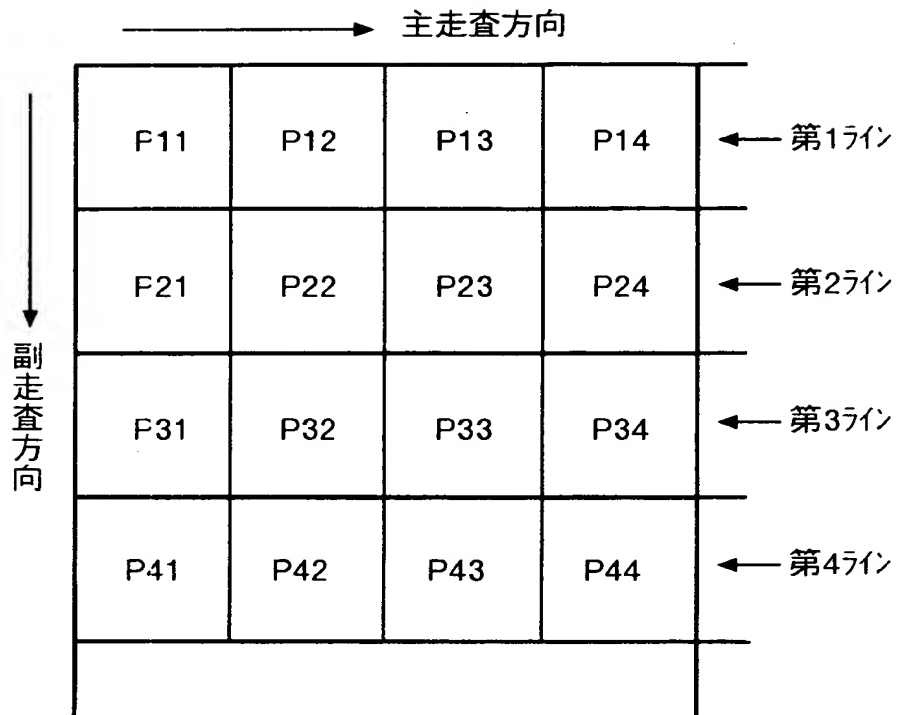 主走査方向
P11 P12 P13 P14 第1ライン
P21 P22 P23 P24 第2ライン
副走査方向
P31 P32 P33 P34 第3ライン
P41 P42 P43 P44 第4ライン